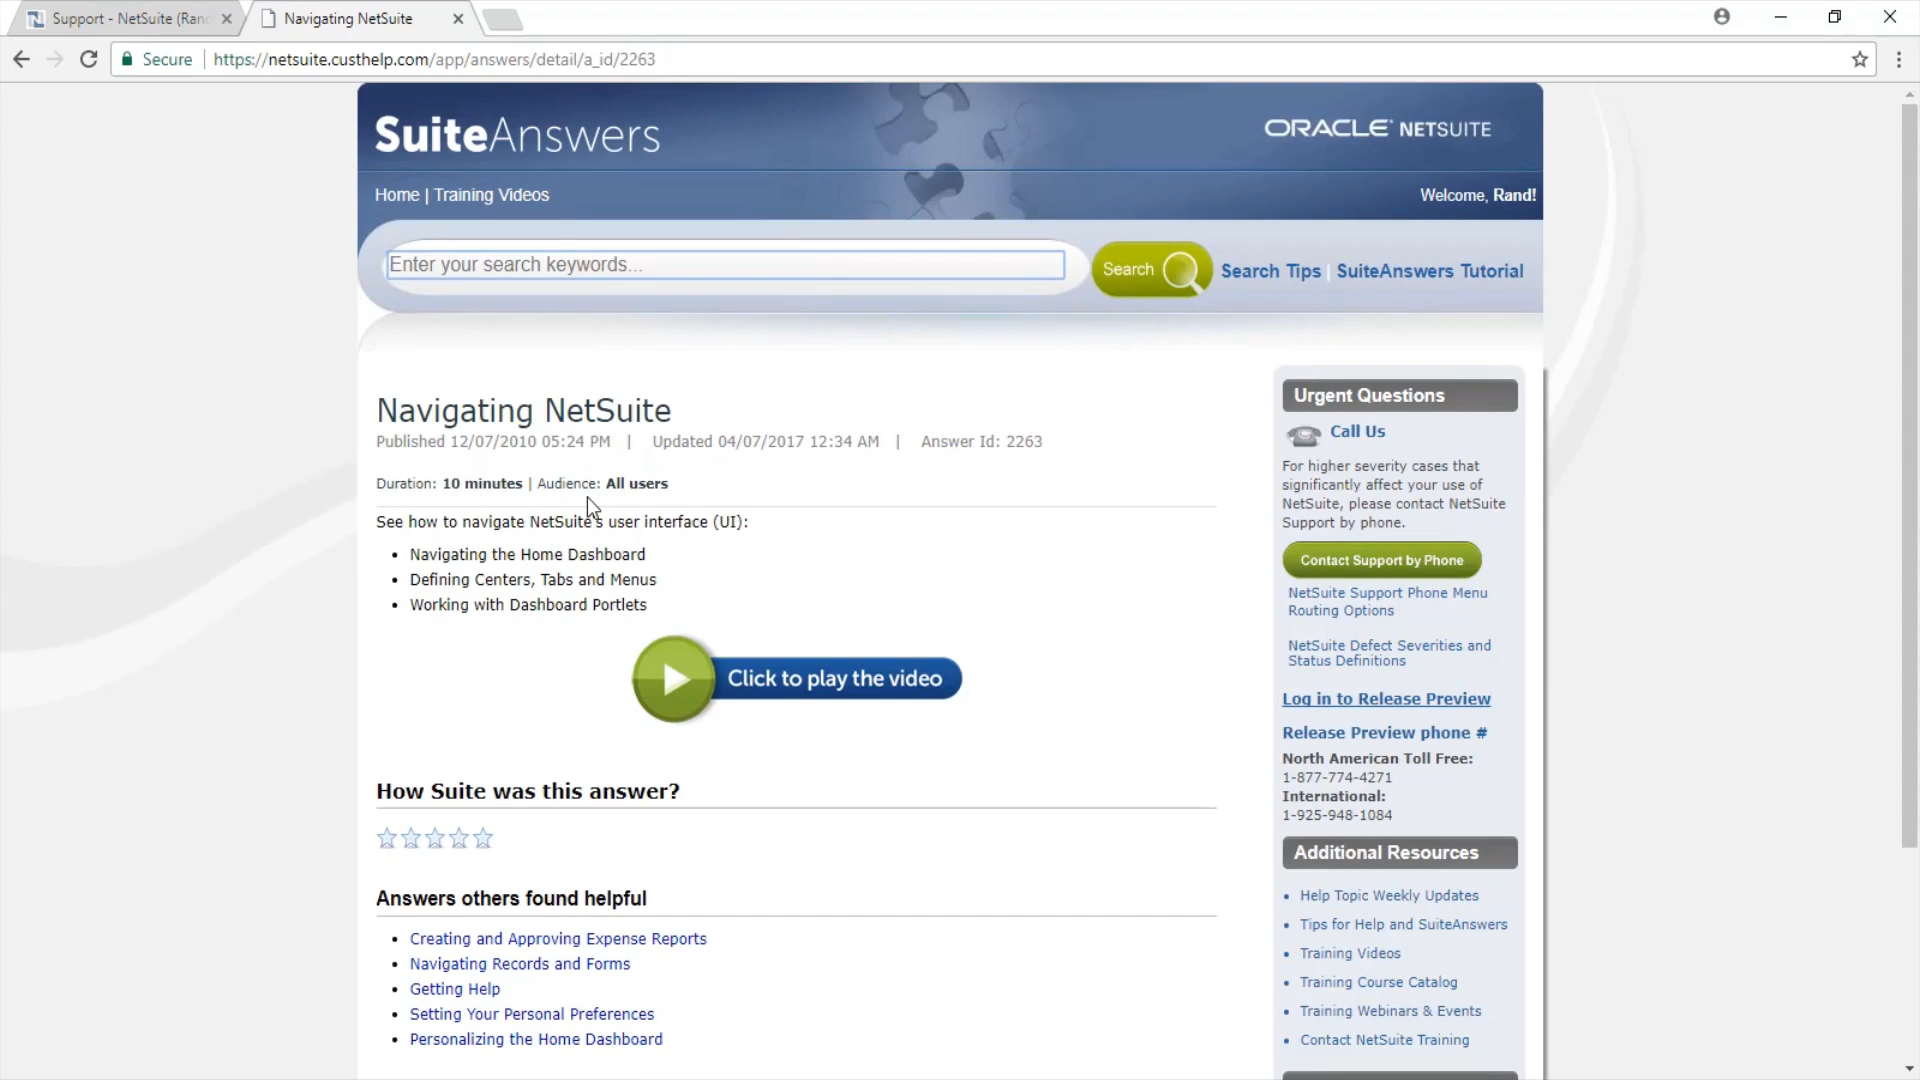 Support - NetSuite (Ran
Navigating NetSuite
Secure
https://netsuite.custhelp.com/app/answers/detail/a_id/2263
SuiteAnswers
ORACLE NETSUITE
Home | Training Videos
Welcome, Rand!
Enter your search keywords...
Search
Search Tips | SuiteAnswers Tutorial
Navigating NetSuite
Published 12/07/2010 05:24 PM | Updated 04/07/2017 12:34 AM | Answer Id: 2263
Duration: 10 minutes | Audience: All users
See how to navigate NetSuite's user interface (UI):
• Navigating the Home Dashboard
• Defining Centers, Tabs and Menus
• Working with Dashboard Portlets
Click to play the video
How Suite was this answer?
Answers others found helpful
• Creating and Approving Expense Reports
• Navigating Records and Forms
• Getting Help
• Setting Your Personal Preferences
• Personalizing the Home Dashboard
Urgent Questions
Call Us
For higher severity cases that
significantly affect your use of
NetSuite, please contact NetSuite
Support by phone.
Contact Support by Phone
NetSuite Support Phone Menu
Routing Options
NetSuite Defect Severities and
Status Definitions
Log in to Release Preview
Release Preview phone #
North American Toll Free:
1-877-774-4271
International:
1-925-948-1084
Additional Resources
• Help Topic Weekly Updates
• Tips for Help and SuiteAnswers
• Training Videos
• Training Course Catalog
• Training Webinars & Events
• Contact NetSuite Training